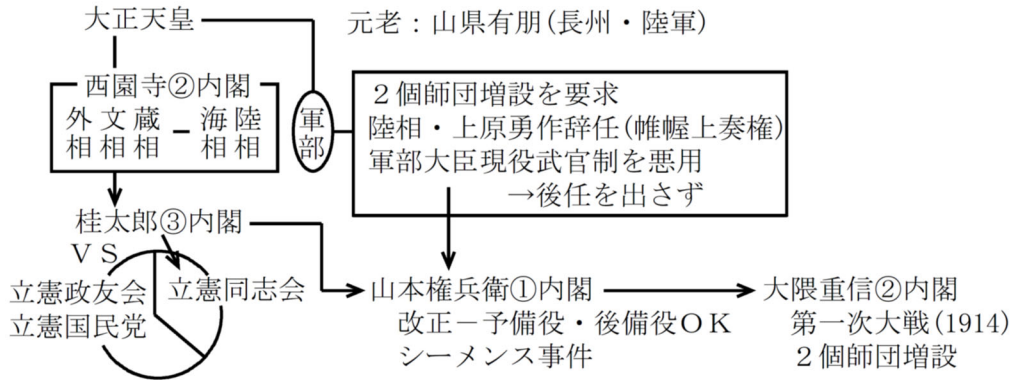 大正天皇
元老：山県有朋(長州・陸軍)
西園寺②内閣
外相 文相 蔵相 － 海相 陸相
軍部
２個師団増設を要求
陸相・上原勇作辞任(帷幄上奏権)
軍部大臣現役武官制を悪用
→後任を出さず
桂太郎③内閣
ＶＳ
立憲政友会
立憲国民党
立憲同志会
山本権兵衛①内閣
改正－予備役・後備役ＯＫ
シーメンス事件
大隈重信②内閣
第一次大戦(1914)
２個師団増設